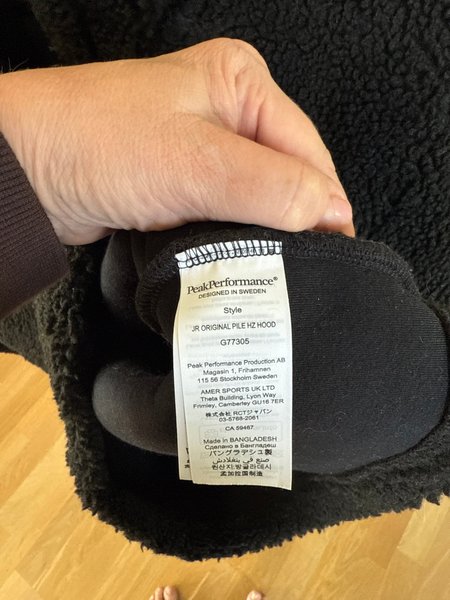 PeakPerformance®
DESIGNED IN SWEDEN
Style
JR ORIGINAL PILE HZ HOOD
G77305
Peak Performance Production AB
Magasin 1, Frihamnen
115 56 Stockholm Sweden
AMER SPORTS UK LTD
Theta Building, Lyon Way
Frimley, Camberley GU16 7ER
株式会社 RCTジャパン
03-5768-2061
CA 59467
Made in BANGLADESH
Сделано в Бангладеш
バングラデシュ製
صنع في بنغلادش
원산지:방글라데시
孟加拉国制造